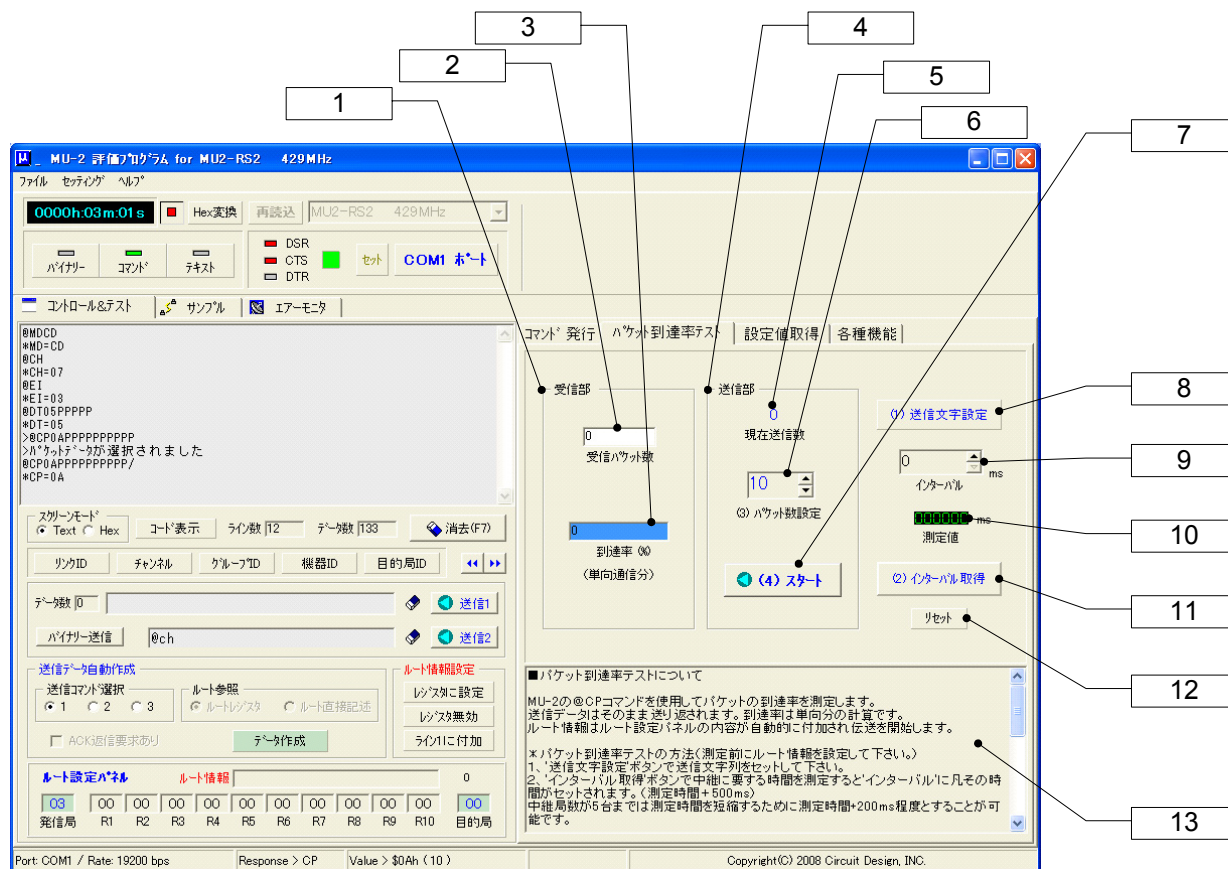 3
4
2
5
1
6
7
MU-2 評価プログラム for MU2-RS2 429MHz
ファイル セッティング ヘルプ
0000h:03m:01s Hex変換 再読込 MU2-RS2 429MHz
バイナリー コマンド テキスト
DSR
CTS
DTR
セット COM1 ポート
コントロール&テスト サンプル エアーモニタ
@MDCD
*MD=CD
@CH
*CH=07
@EI
*EI=03
@DT05PPPPP
*DT=05
>@CP0APPPPPPPPPP
>パケットデータが選択されました
@CP0APPPPPPPPPP/
*CP=0A
スクリーンモード
Text Hex コード表示 ライン数 12 データ数 133 消去(F7)
リンクID チャンネル グループID 機器ID 目的局ID
データ数 0 送信1
バイナリー送信 @ch 送信2
送信データ自動作成
送信コマンド選択
1 2 3
ルート参照
ルートレジスタ ルート直接記述
ACK返信要求あり データ作成
ルート情報設定
レジスタに設定
レジスタ無効
ライン1に付加
ルート設定パネル ルート情報 0
03 00 00 00 00 00 00 00 00 00 00 00
発信局 R1 R2 R3 R4 R5 R6 R7 R8 R9 R10 目的局
コマンド 発行 パケット到達率テスト 設定値取得 各種機能
受信部
0
受信パケット数
0
到達率 (%)
(単向通信分)
送信部
0
現在送信数
10
(3) パケット数設定
(4) スタート
(1) 送信文字設定
0 ms
インターバル
000000 ms
測定値
(2) インターバル取得
リセット
8
9
10
11
12
13
■パケット到達率テストについて
MU-2の@CPコマンドを使用してパケットの到達率を測定します。
送信データはそのまま送り返されます。到達率は単向分の計算です。
ルート情報はルート設定パネルの内容が自動的に付加され伝送を開始します。
*パケット到達率テストの方法(測定前にルート情報を設定して下さい。)
1、'送信文字設定'ボタンで送信文字列をセットして下さい。
2、'インターバル取得'ボタンで中継に要する時間を測定すると'インターバル'に凡その時
間がセットされます。(測定時間+500ms)
中継局数が5台までは測定時間を短縮するために測定時間+200ms程度とすることが可
能です。
Port: COM1 / Rate: 19200 bps Response > CP Value > $0Ah ( 10 ) Copyright(C) 2008 Circuit Design, INC.